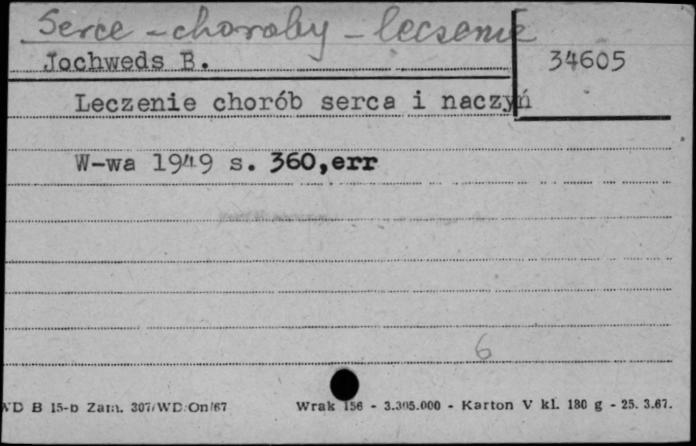 Serce - choroby - leczenie
Jochweds B.
34605
Leczenie chorób serca i naczyń
W-wa 1949 s. 360,err
6
WD B 15-b Zam. 307/WD/On/67 Wrak 156 - 3.305.000 - Karton V kl. 180 g - 25. 3.67.